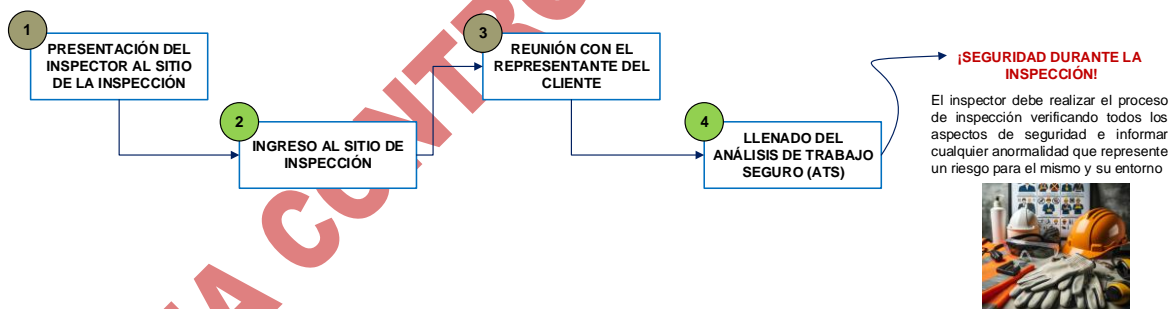 1
PRESENTACIÓN DEL
INSPECTOR AL SITIO
DE LA INSPECCIÓN
2
INGRESO AL SITIO DE
INSPECCIÓN
3
REUNIÓN CON EL
REPRESENTANTE DEL
CLIENTE
4
LLENADO DEL
ANÁLISIS DE TRABAJO
SEGURO (ATS)
¡SEGURIDAD DURANTE LA
INSPECCIÓN!
El inspector debe realizar el proceso
de inspección verificando todos los
aspectos de seguridad e informar
cualquier anormalidad que represente
un riesgo para el mismo y su entorno